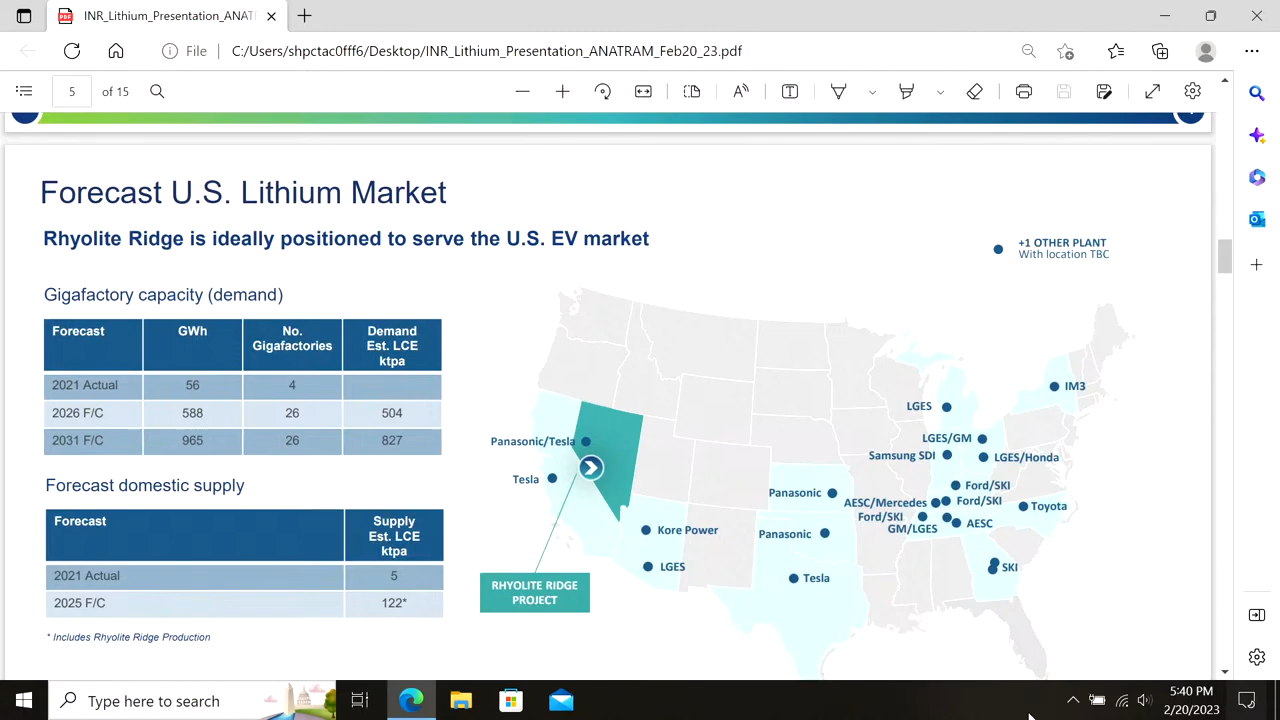 INR_Lithium_Presentation_ANAT
File
C:/Users/shpctac0fff6/Desktop/INR_Lithium_Presentation_ANATRAM_Feb20_23.pdf
5 of 15
Forecast U.S. Lithium Market
Rhyolite Ridge is ideally positioned to serve the U.S. EV market
+1 OTHER PLANT
With location TBC
Gigafactory capacity (demand)
Forecast GWh No. Gigafactories Demand Est. LCE ktpa
2021 Actual 56 4
2026 F/C 588 26 504
2031 F/C 965 26 827
Forecast domestic supply
Forecast Supply Est. LCE ktpa
2021 Actual 5
2025 F/C 122*
* Includes Rhyolite Ridge Production
IM3
LGES
LGES/GM
Panasonic/Tesla
Samsung SDI
LGES/Honda
Tesla
Ford/SKI
Panasonic
AESC/Mercedes
Ford/SKI
Toyota
Ford/SKI
GM/LGES
AESC
Kore Power
Panasonic
LGES
SKI
Tesla
RHYOLITE RIDGE
PROJECT
Type here to search
5:40 PM
2/20/2023